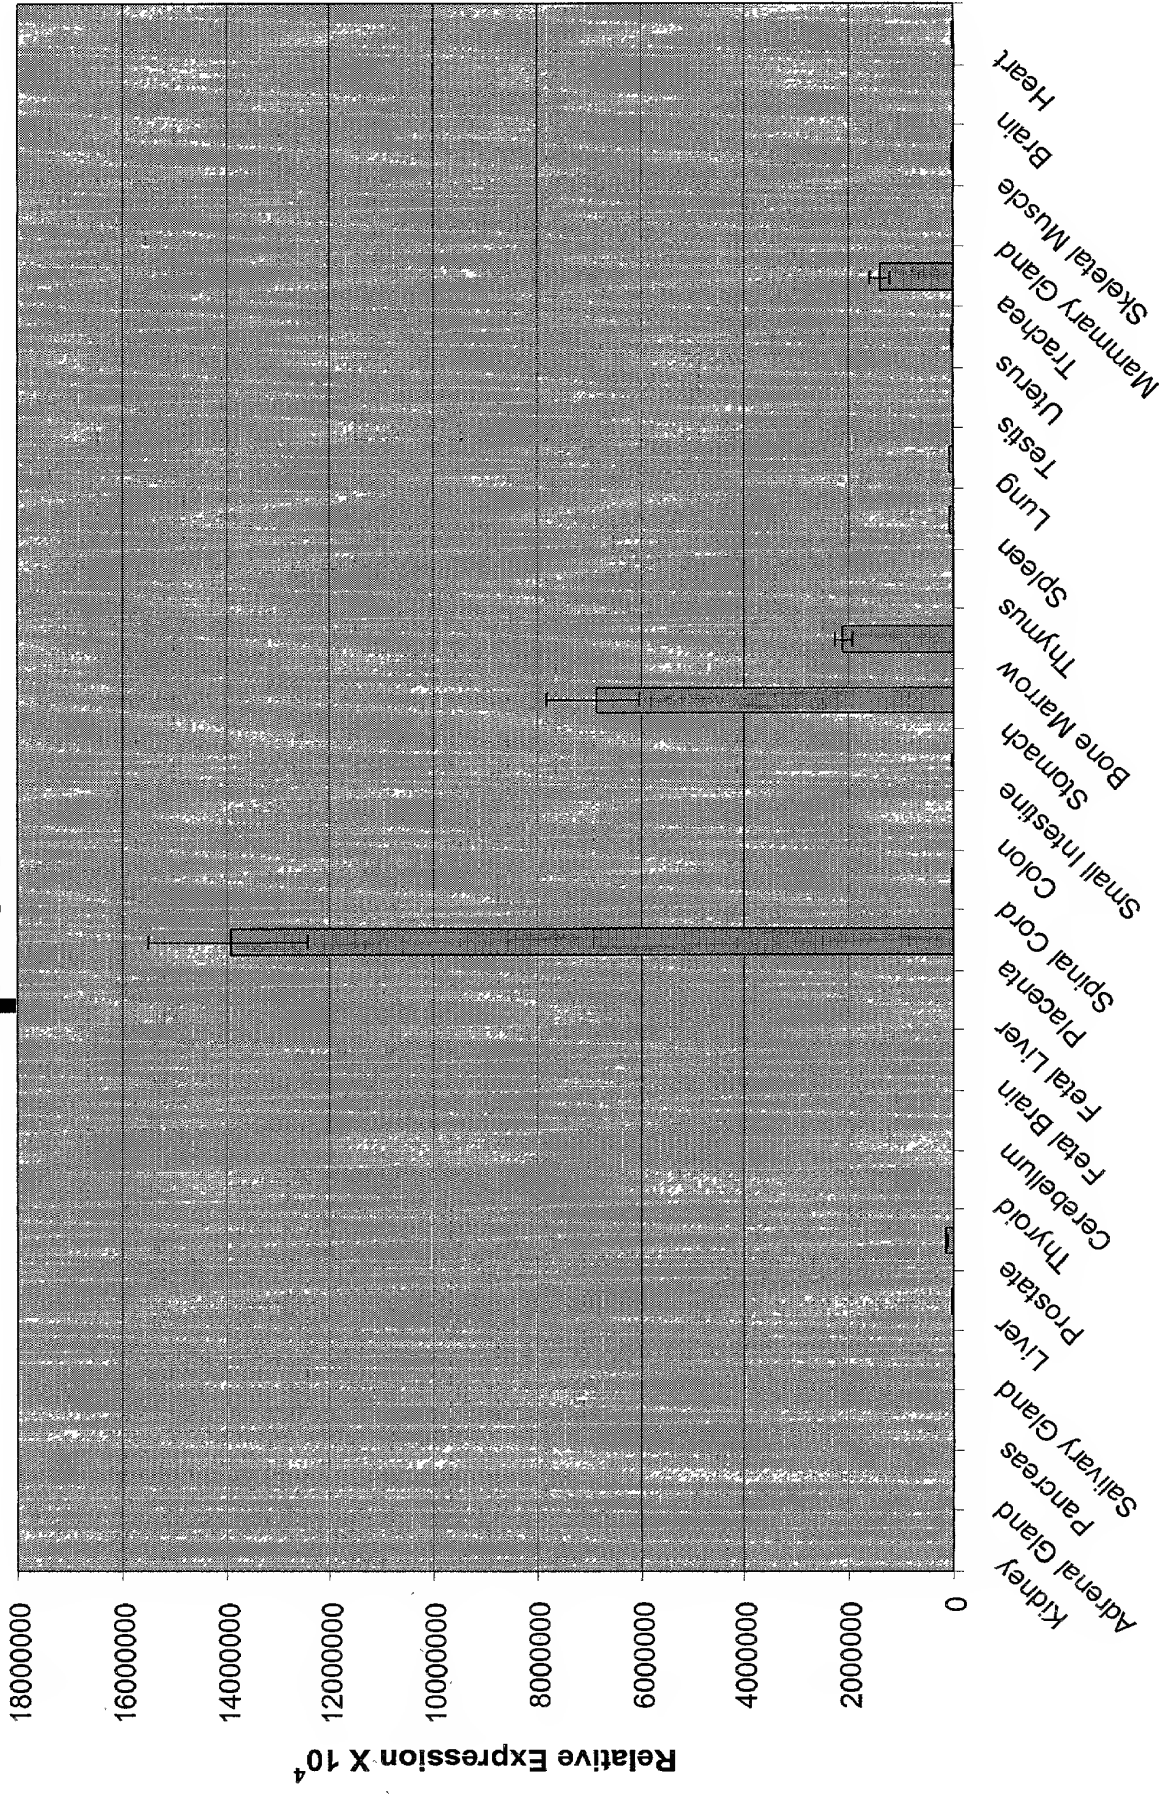 Relative Expression X 10⁴
18000000
16000000
14000000
12000000
10000000
8000000
6000000
4000000
2000000
0
Kidney
Adrenal Gland
Pancreas
Salivary Gland
Liver
Prostate
Thyroid
Cerebellum
Fetal Brain
Fetal Liver
Placenta
Spinal Cord
Colon
Small Intestine
Stomach
Bone Marrow
Thymus
Spleen
Lung
Testis
Uterus
Trachea
Mammary Gland
Skeletal Muscle
Brain
Heart